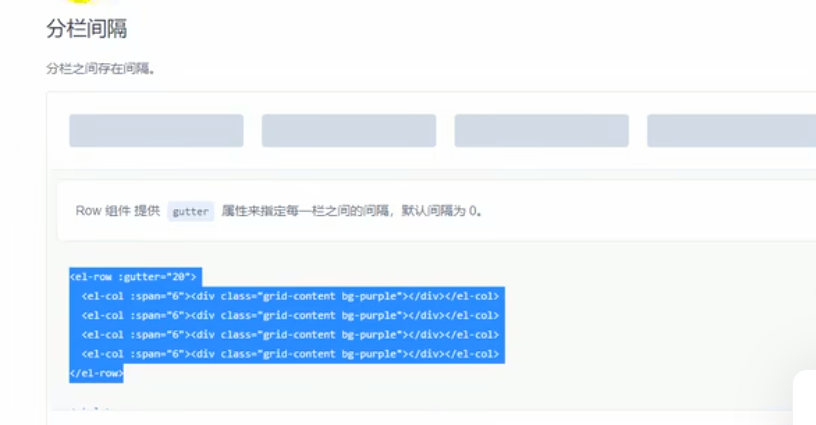 分栏间隔
分栏之间存在间隔。
Row 组件 提供 gutter 属性来指定每一栏之间的间隔，默认间隔为 0。
<el-row :gutter="20">
<el-col :span="6"><div class="grid-content bg-purple"></div></el-col>
<el-col :span="6"><div class="grid-content bg-purple"></div></el-col>
<el-col :span="6"><div class="grid-content bg-purple"></div></el-col>
<el-col :span="6"><div class="grid-content bg-purple"></div></el-col>
</el-row>